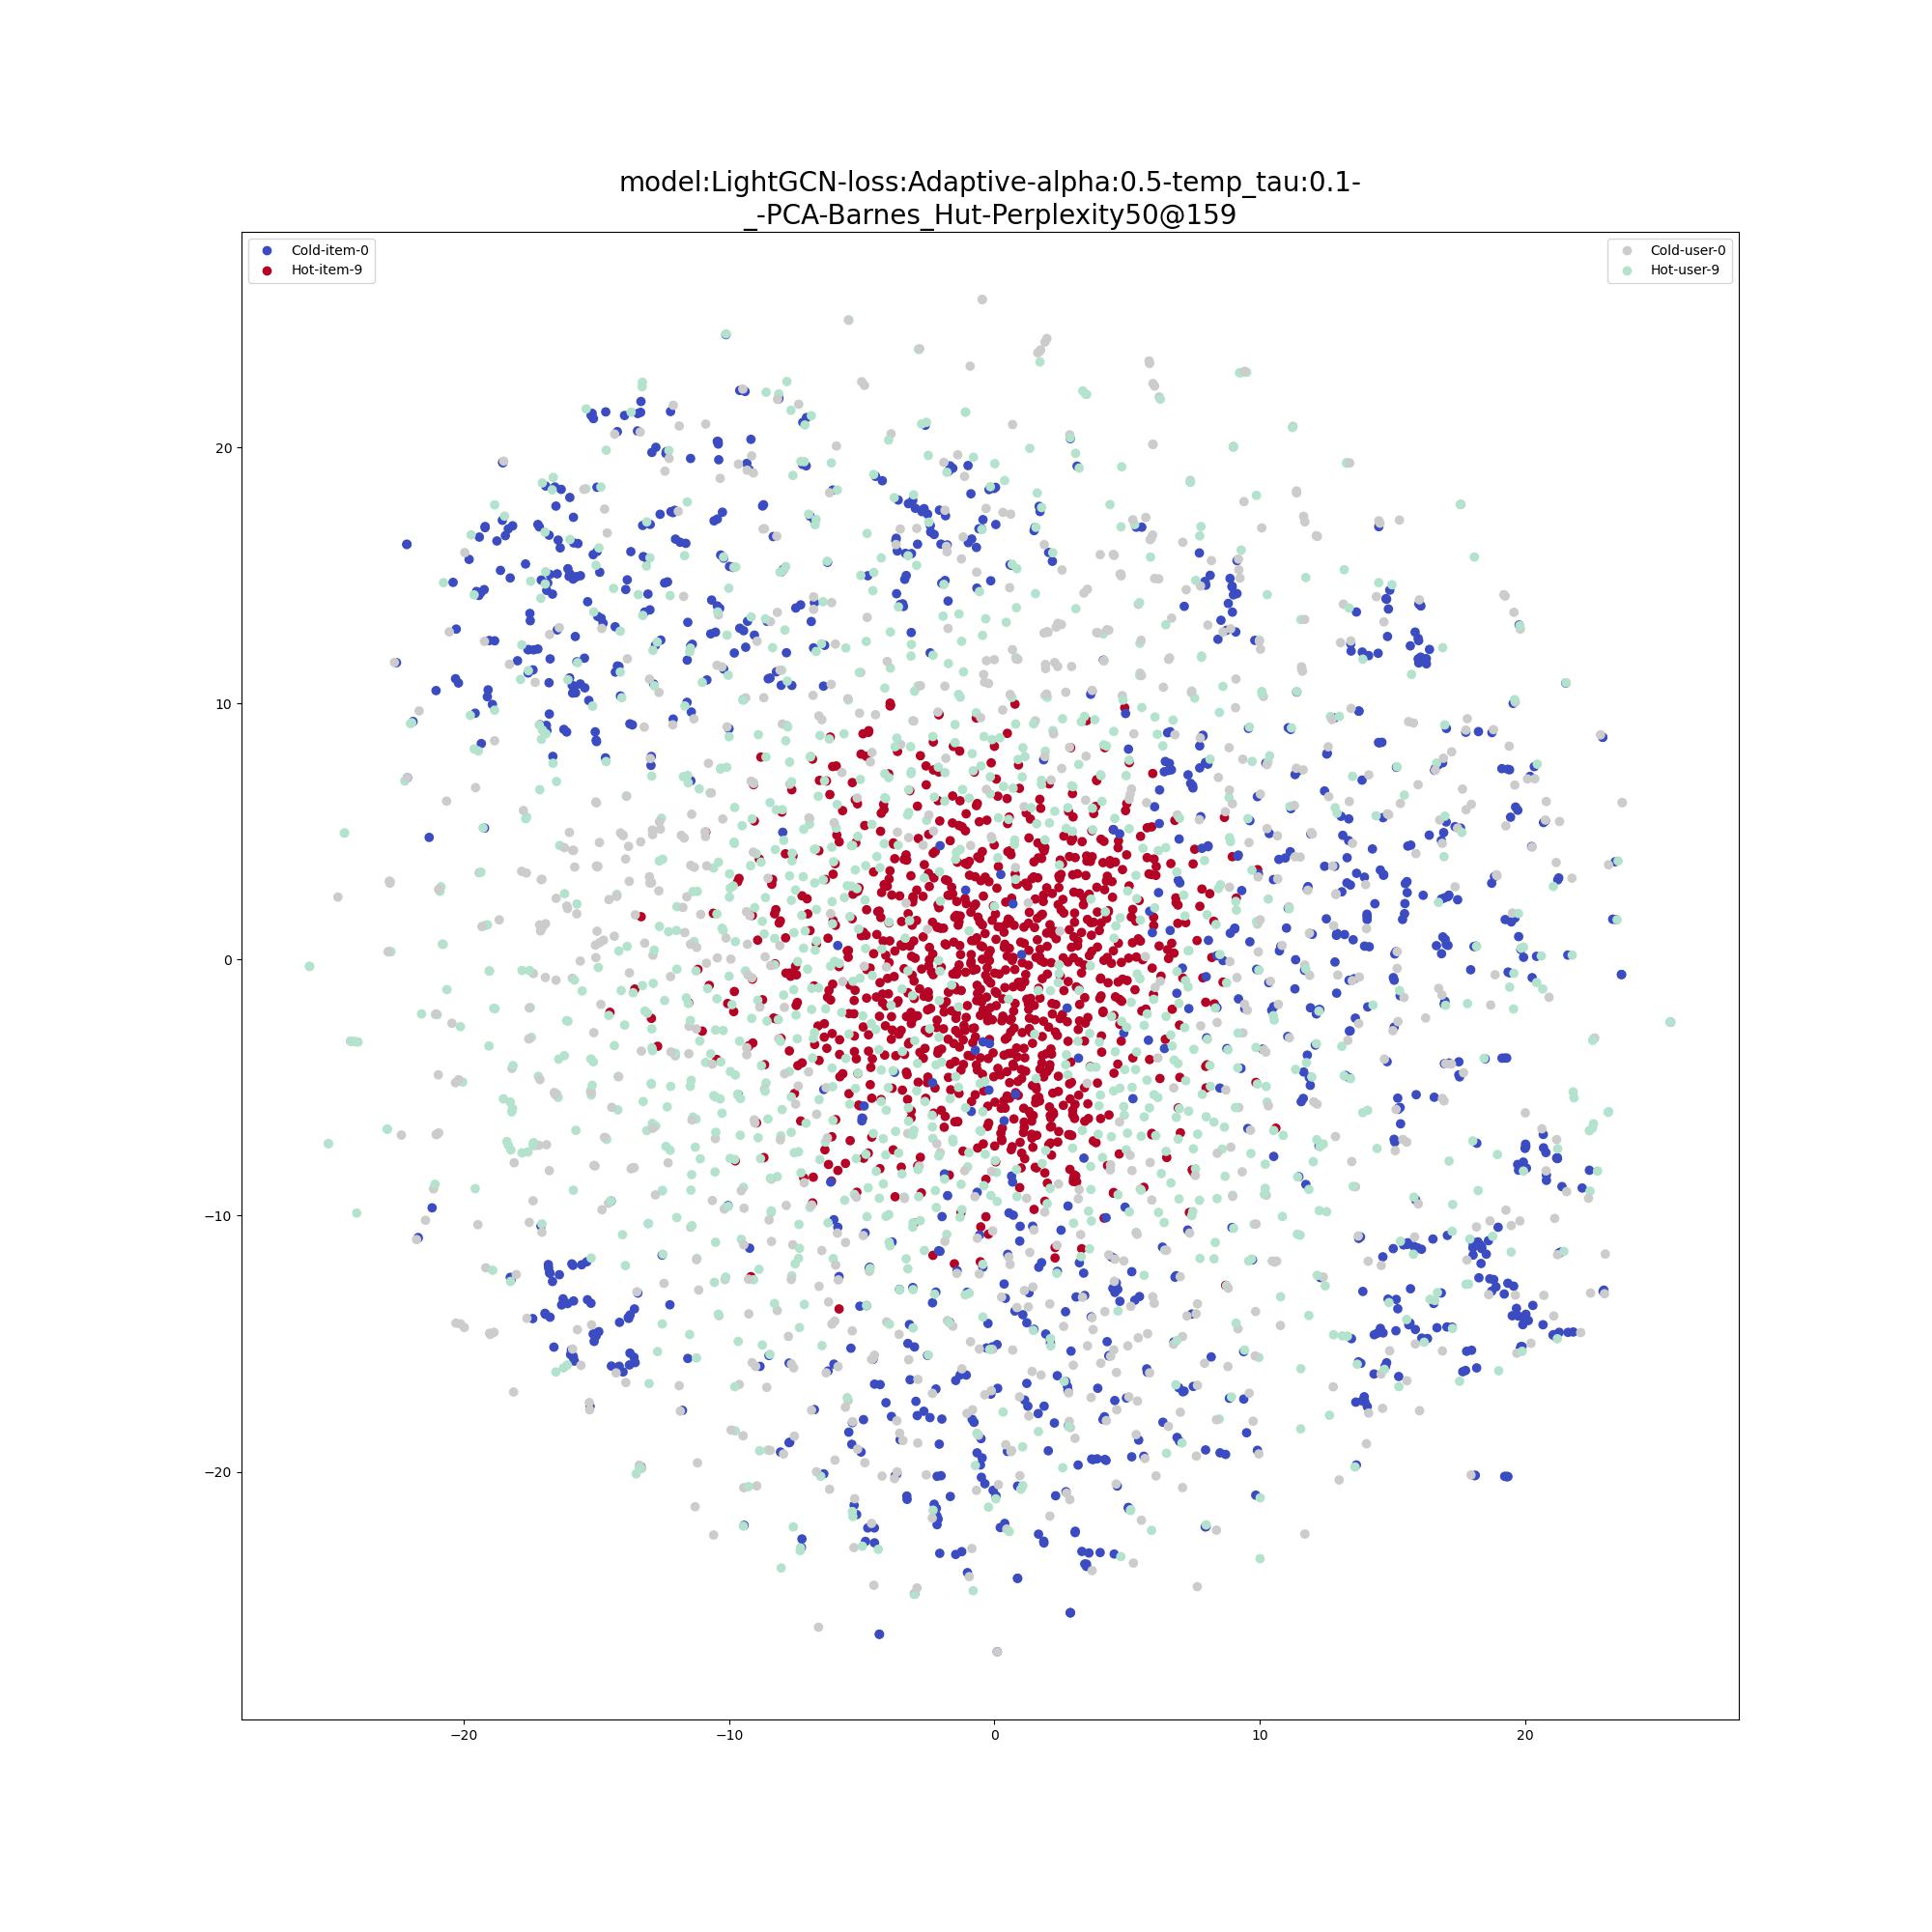 model:LightGCN-loss:Adaptive-alpha:0.5-temp_tau:0.1-
_-PCA-Barnes_Hut-Perplexity50@159
Cold-item-0
Hot-item-9
Cold-user-0
Hot-user-9
20
10
0
−10
−20
−20
−10
0
10
20